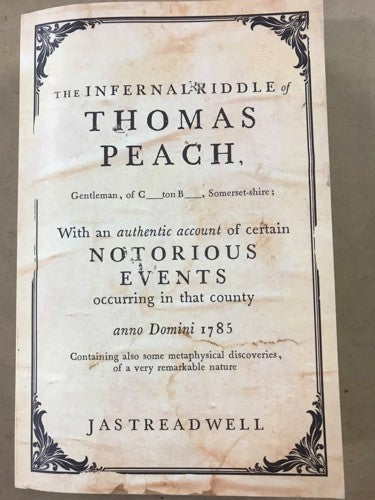 THE INFERNAL RIDDLE of
THOMAS
PEACH,
Gentleman, of C___ton B___, Somerset-shire;
With an authentic account of certain
NOTORIOUS
EVENTS
occurring in that county
anno Domini 1785
Containing also some metaphysical discoveries,
of a very remarkable nature
JAS TREADWELL